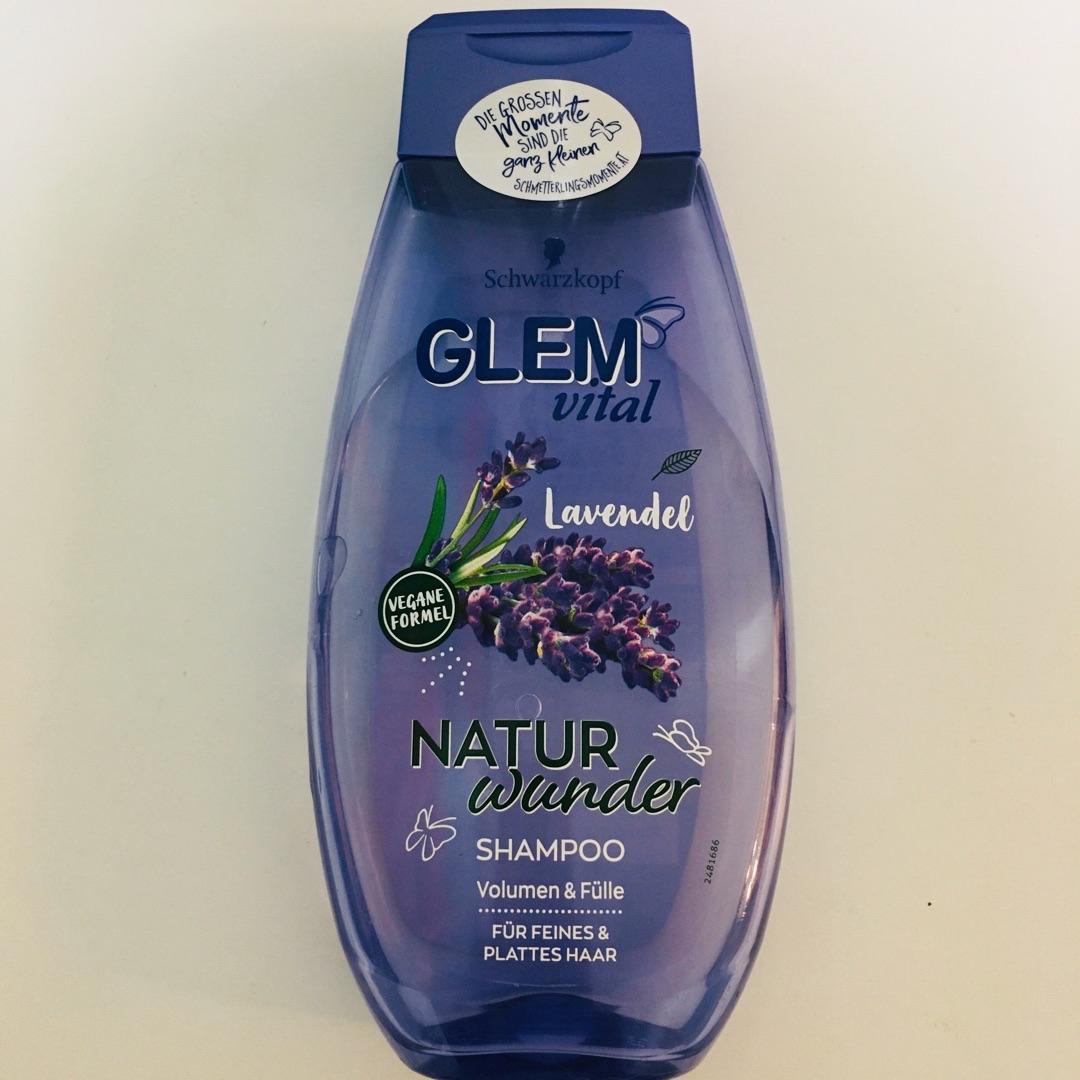 DIE GROSSEN
Momente
SIND DIE
ganz kleinen
SCHMETTERLINGSMOMENTE.AT
Schwarzkopf
GLEM
vital
Lavendel
VEGANE
FORMEL
NATUR
wunder
SHAMPOO
Volumen & Fülle
FÜR FEINES &
PLATTES HAAR
2481686